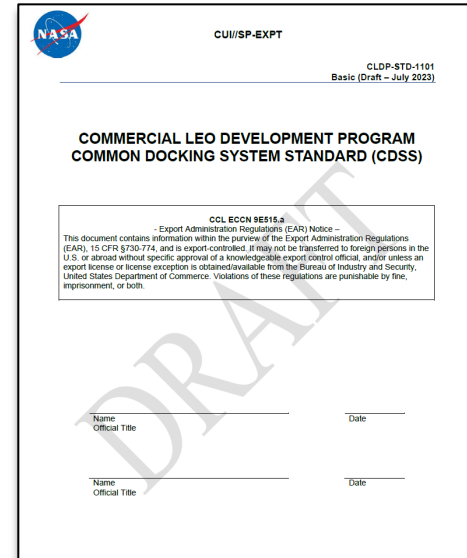 NASA
CUI//SP-EXPT
CLDP-STD-1101
Basic (Draft – July 2023)
COMMERCIAL LEO DEVELOPMENT PROGRAM
COMMON DOCKING SYSTEM STANDARD (CDSS)
CCL ECCN 9E515.a
- Export Administration Regulations (EAR) Notice –
This document contains information within the purview of the Export Administration Regulations
(EAR), 15 CFR §730-774, and is export-controlled. It may not be transferred to foreign persons in the
U.S. or abroad without specific approval of a knowledgeable export control official, and/or unless an
export license or license exception is obtained/available from the Bureau of Industry and Security,
United States Department of Commerce. Violations of these regulations are punishable by fine,
imprisonment, or both.
DRAFT
Name Date
Official Title
Name Date
Official Title